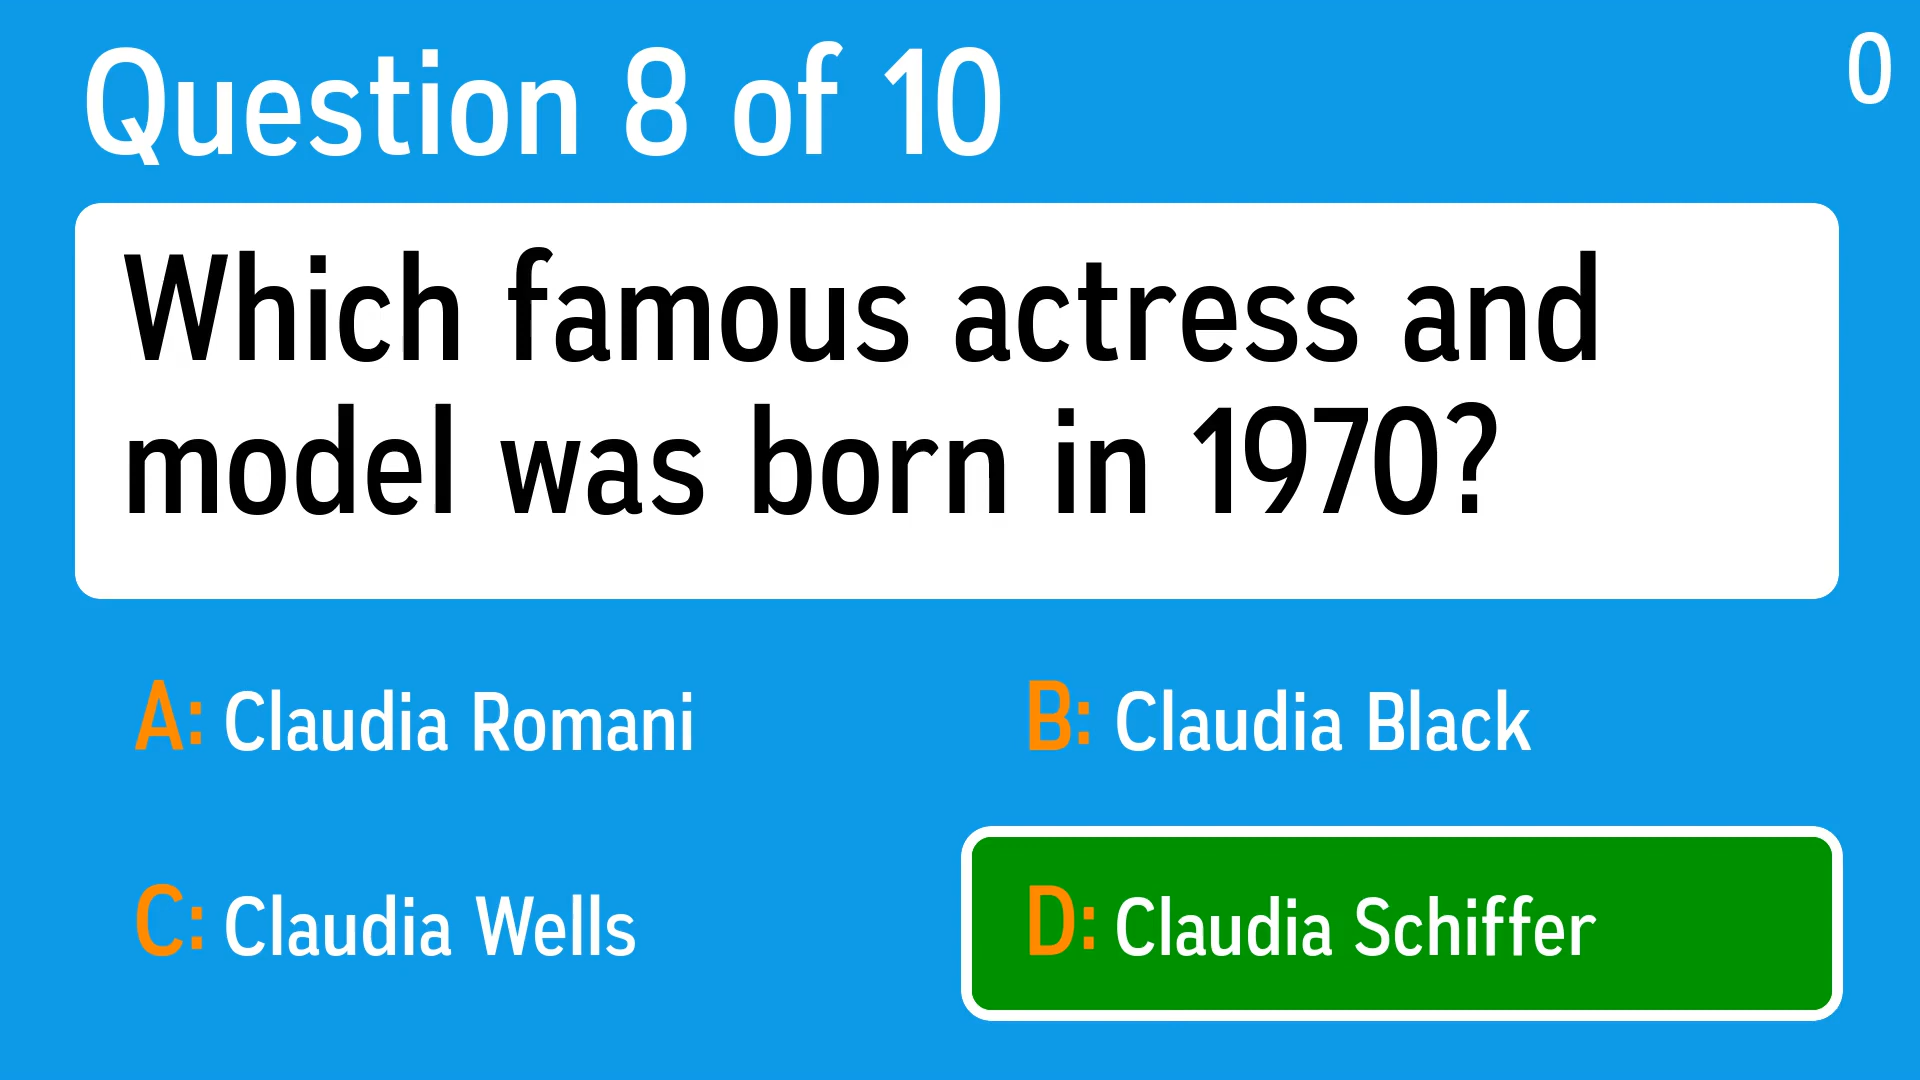 Question 8 of 10
0
Which famous actress and
model was born in 1970?
A: Claudia Romani
B: Claudia Black
C: Claudia Wells
D: Claudia Schiffer